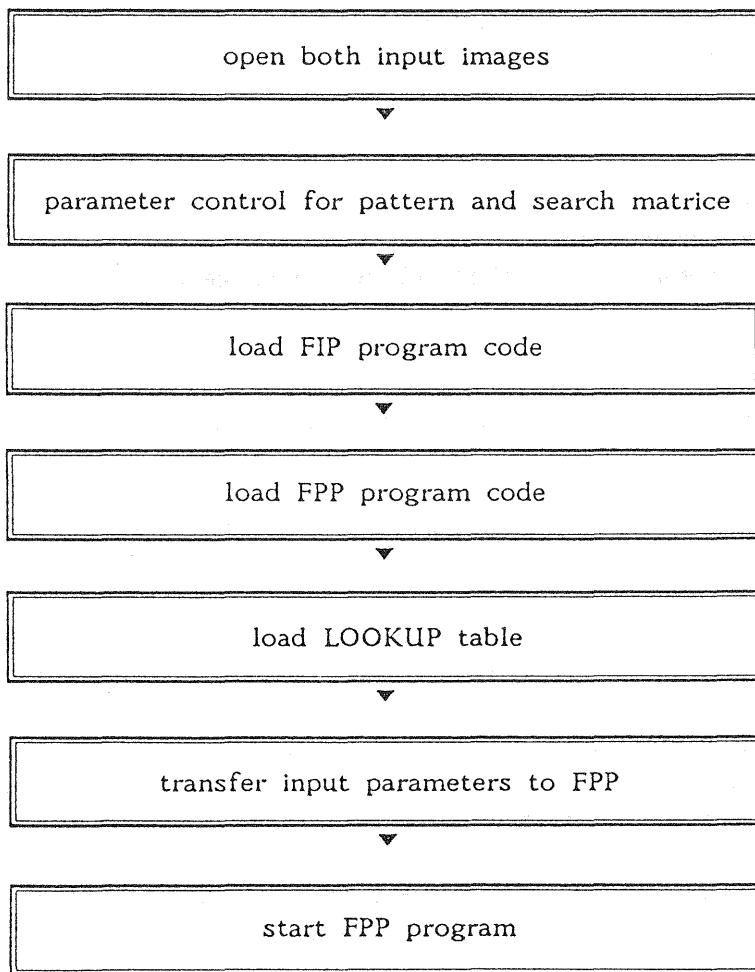 open both input images
parameter control for pattern and search matrice
load FIP program code
load FPP program code
load LOOKUP table
transfer input parameters to FPP
start FPP program